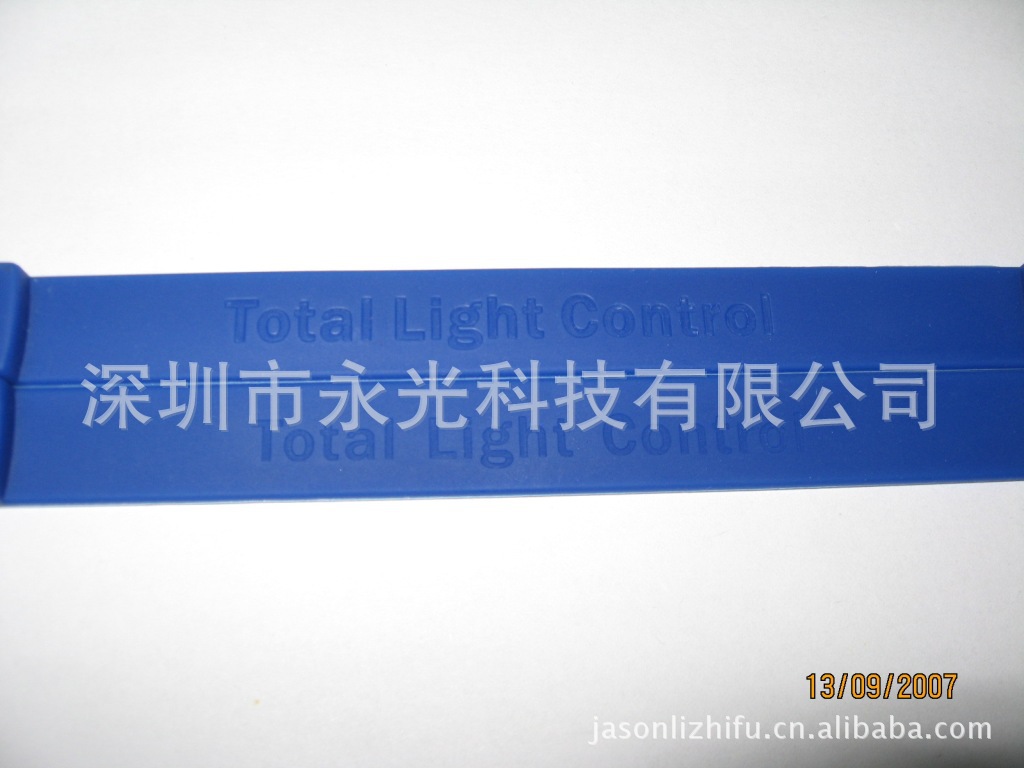 Total Light Control
深圳市永光科技有限公司
Total Light Control
13/09/2007
jasonlizhifu.cn.alibaba.com